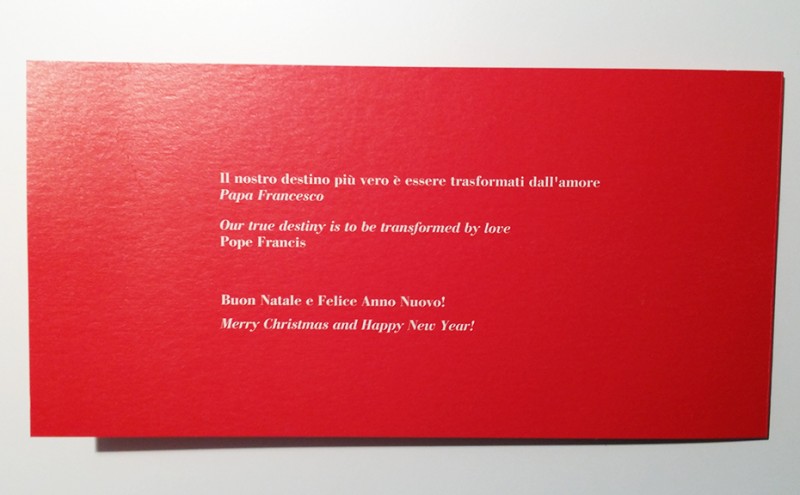 Il nostro destino più vero è essere trasformati dall'amore
Papa Francesco
Our true destiny is to be transformed by love
Pope Francis
Buon Natale e Felice Anno Nuovo!
Merry Christmas and Happy New Year!